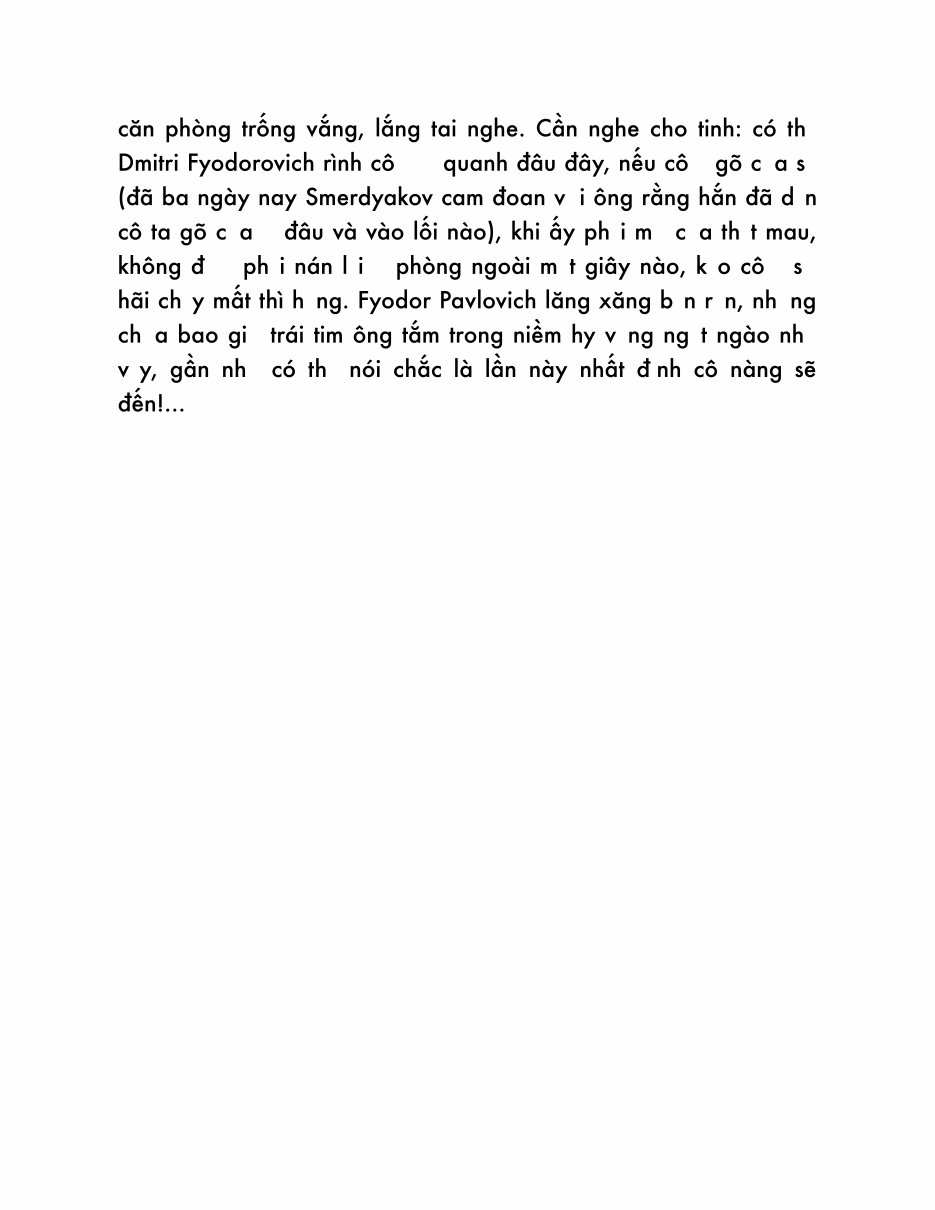 căn phòng trống vắng, lắng tai nghe. Cần nghe cho tinh: có th
Dmitri Fyodorovich rình cô quanh đâu đây, nếu cô gõ c a s
(đã ba ngày nay Smerdyakov cam đoan v i ông rằng hắn đã d n
cô ta gõ c a đâu và vào lối nào), khi ấy ph i m c a th t mau,
không đ ph i nán l i phòng ngoài m t giây nào, k o cô s
hãi ch y mất thì h ng. Fyodor Pavlovich lăng xăng b n r n, nh ng
ch a bao gi trái tim ông tắm trong niềm hy v ng ng t ngào nh
v y, gần nh có th nói chắc là lần này nhất đ nh cô nàng sẽ
đến!...